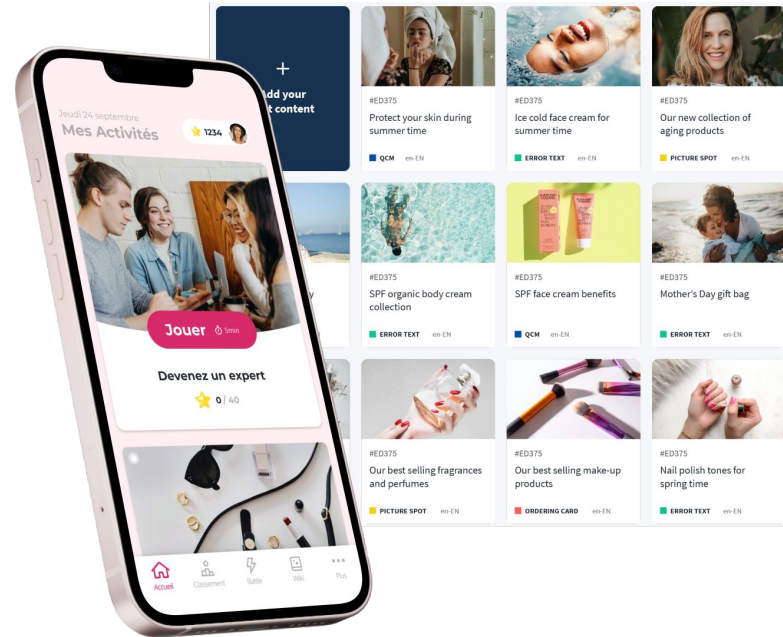 Jeudi 24 septembre
Mes Activités
1234
Jouer
5min
Devenez un expert
0 / 40
Accueil
Classement
Battle
Wiki
Plus
+
dd your
t content
#ED375
Protect your skin during
summer time
QCM en-EN
#ED375
Ice cold face cream for
summer time
ERROR TEXT en-EN
#ED375
Our new collection of
aging products
PICTURE SPOT en-EN
y
#ED375
SPF organic body cream
collection
ERROR TEXT en-EN
#ED375
SPF face cream benefits
QCM en-EN
#ED375
Mother's Day gift bag
ERROR TEXT en-EN
#ED375
Our best selling fragrances
and perfumes
PICTURE SPOT en-EN
#ED375
Our best selling make-up
products
ORDERING CARD en-EN
#ED375
Nail polish tones for
spring time
ERROR TEXT en-EN